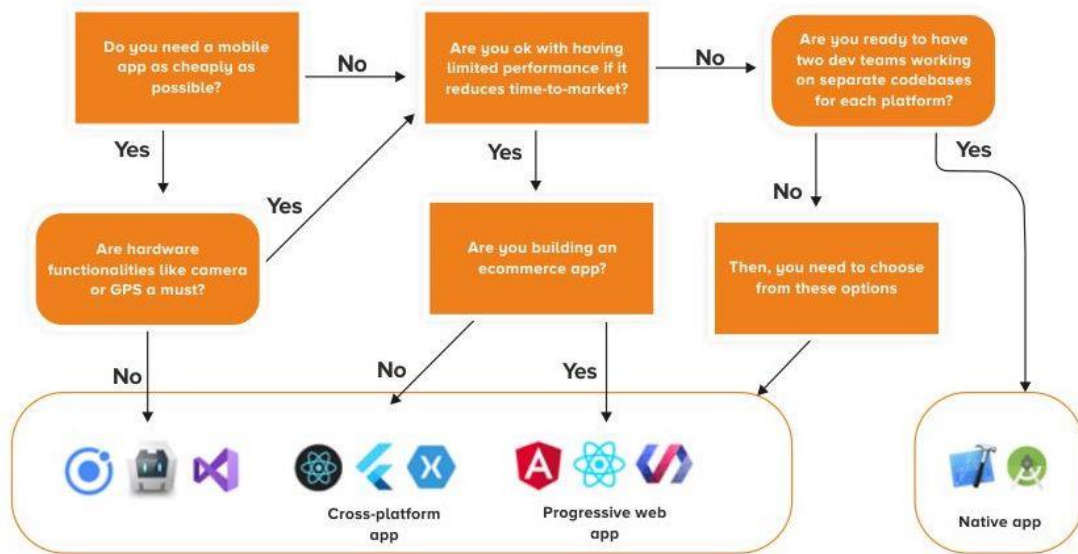 Do you need a mobile
app as cheaply as
possible?
No
Are you ok with having
limited performance if it
reduces time-to-market?
No
Are you ready to have
two dev teams working
on separate codebases
for each platform?
Yes
Yes
Yes
No
Yes
Are hardware
functionalities like camera
or GPS a must?
Are you building an
ecommerce app?
Then, you need to choose
from these options
No
No
Yes
Cross-platform
app
Progressive web
app
Native app